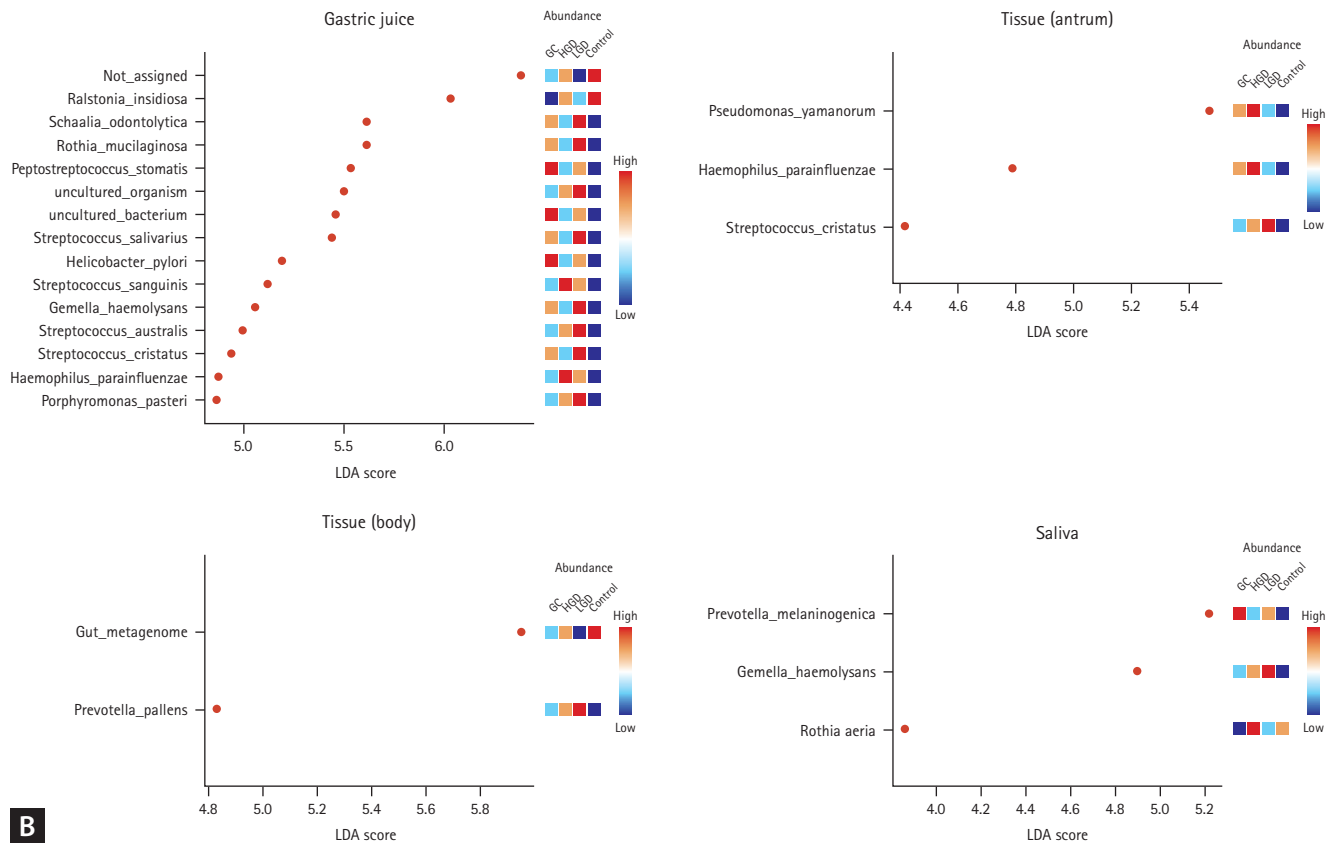 Gastric juice
Abundance
GC HGD LGD Control
Not_assigned
Ralstonia_insidiosa
Schaalia_odontolytica
Rothia_mucilaginosa
Peptostreptococcus_stomatis
uncultured_organism
uncultured_bacterium
Streptococcus_salivarius
Helicobacter_pylori
Streptococcus_sanguinis
Gemella_haemolysans
Streptococcus_australis
Streptococcus_cristatus
Haemophilus_parainfluenzae
Porphyromonas_pasteri
High
Low
5.0 5.5 6.0
LDA score
Tissue (antrum)
Abundance
GC HGD LGD Control
Pseudomonas_yamanorum
Haemophilus_parainfluenzae
Streptococcus_cristatus
High
Low
4.4 4.6 4.8 5.0 5.2 5.4
LDA score
Tissue (body)
Abundance
GC HGD LGD Control
Gut_metagenome
Prevotella_pallens
High
Low
4.8 5.0 5.2 5.4 5.6 5.8
LDA score
Saliva
Abundance
GC HGD LGD Control
Prevotella_melaninogenica
Gemella_haemolysans
Rothia aeria
High
Low
4.0 4.2 4.4 4.6 4.8 5.0 5.2
LDA score
B